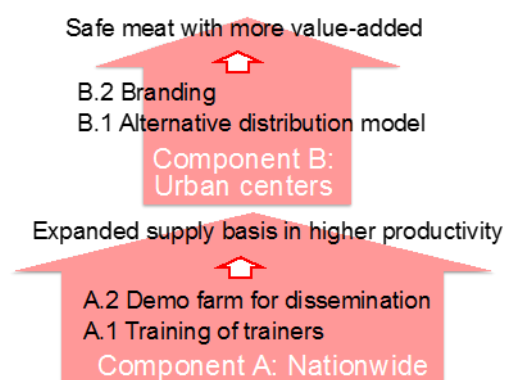 Safe meat with more value-added
B.2 Branding
B.1 Alternative distribution model
Component B:
Urban centers
Expanded supply basis in higher productivity
A.2 Demo farm for dissemination
A.1 Training of trainers
Component A: Nationwide